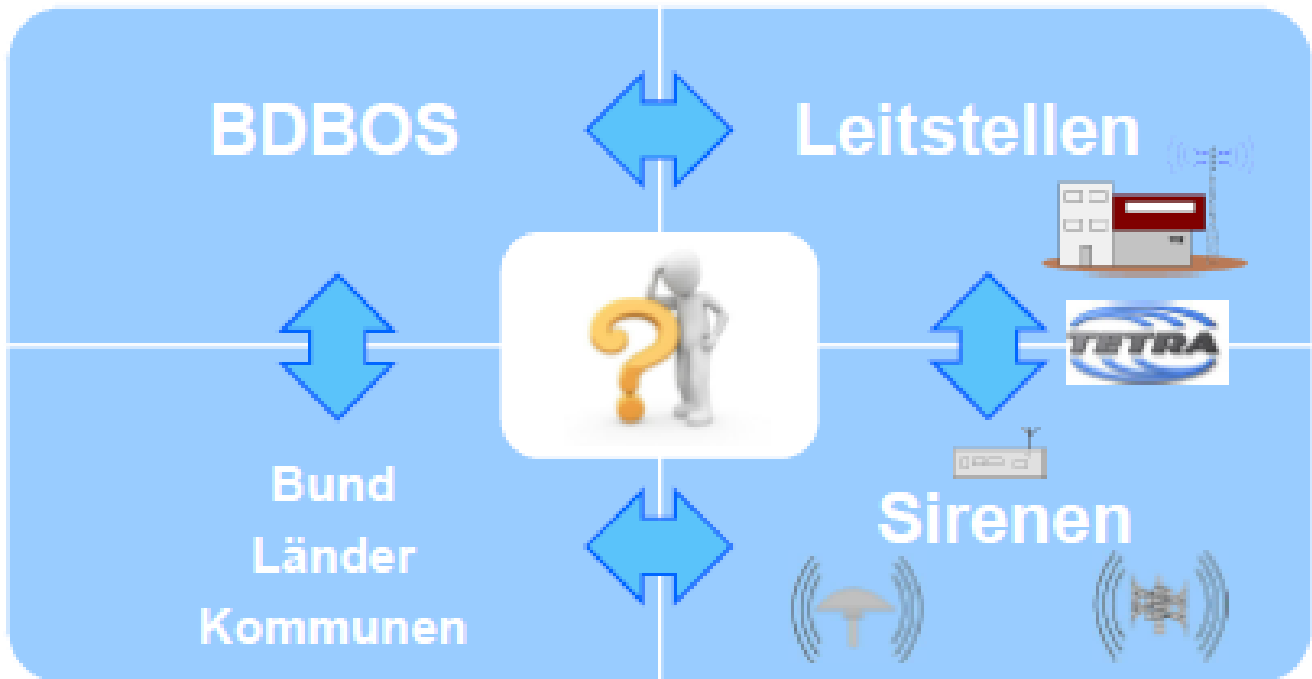 BDBOS
Leitstellen
TETRA
Bund
Länder
Kommunen
Sirenen